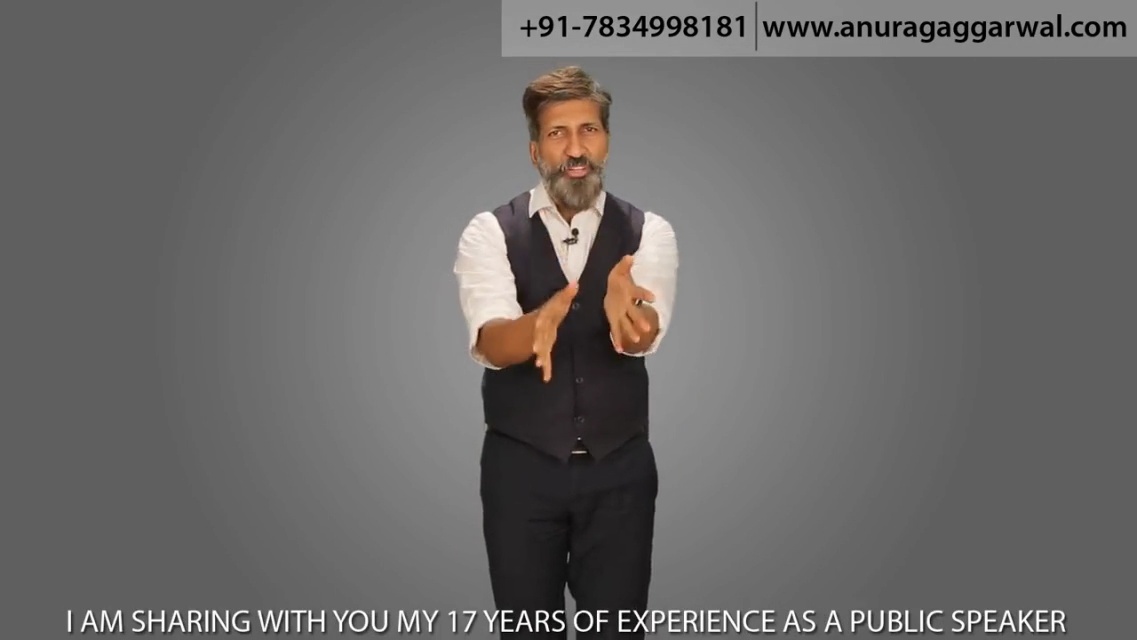 +91-7834998181 | www.anuragaggarwal.com
I AM SHARING WITH YOU MY 17 YEARS OF EXPERIENCE AS A PUBLIC SPEAKER